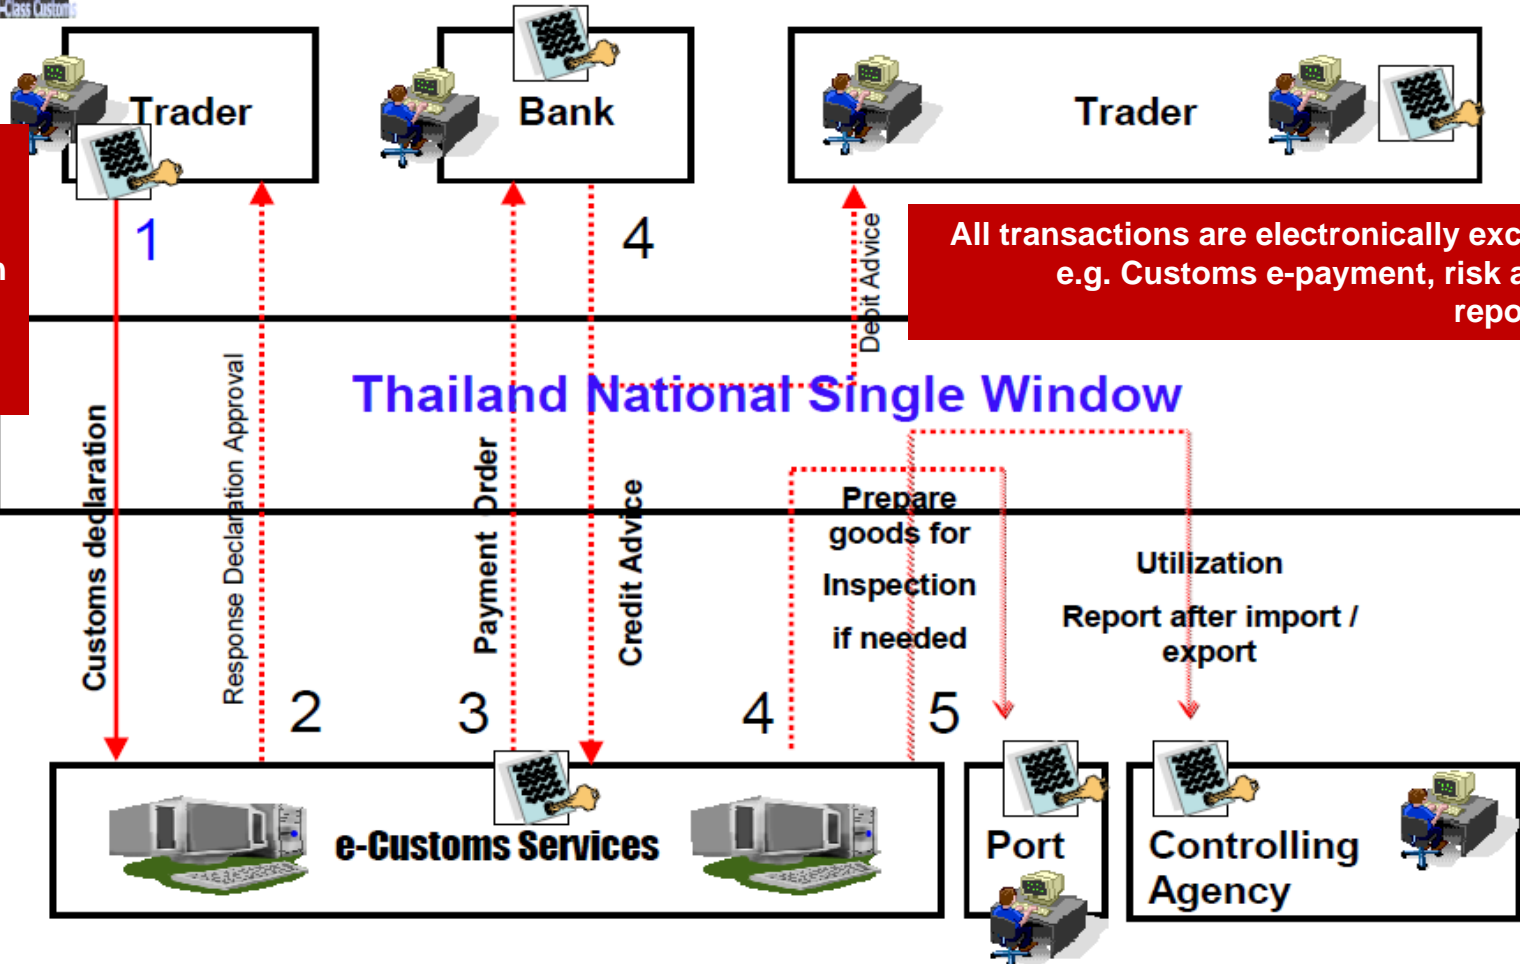 -Class Customs
Trader
Bank
Trader
1
4
Debit Advice
n
All transactions are electronically exc
e.g. Customs e-payment, risk a
repo
Thailand National Single Window
Customs declaration
Response Declaration Approval
Payment Order
Credit Advice
Prepare
goods for
Inspection
if needed
Utilization
Report after import /
export
2
3
4
5
e-Customs Services
Port
Controlling
Agency